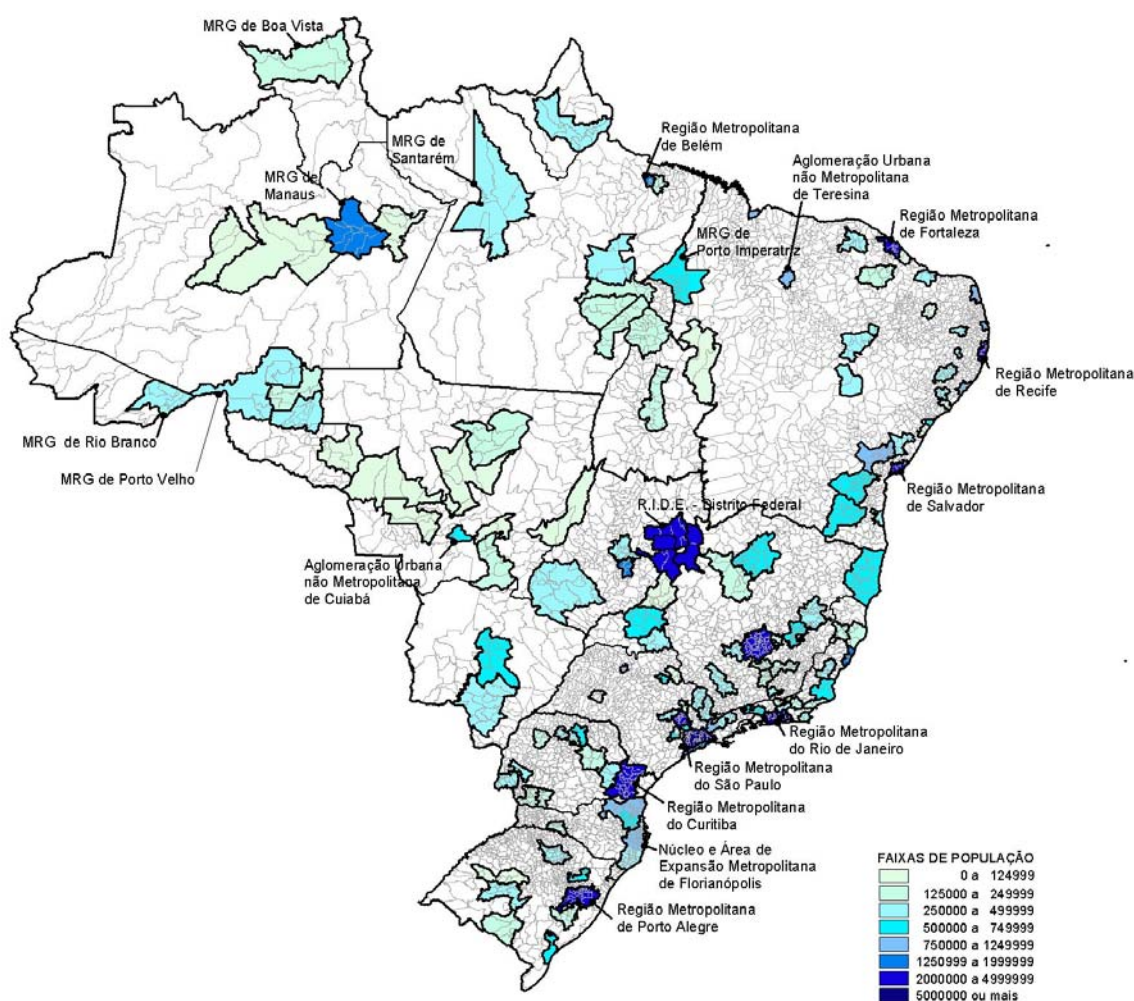 MRG de Boa Vista
MRG de
Santarém
MRG de
Manaus
Região Metropolitana
de Belém
Aglomeração Urbana
não Metropolitana
de Teresina
Região Metropolitana
de Fortaleza
MRG de
Porto Imperatriz
Região Metropolitana
de Recife
MRG de Rio Branco
MRG de Porto Velho
Região Metropolitana
de Salvador
R.I.D.E. - Distrito Federal
Aglomeração Urbana
não Metropolitana
de Cuiabá
Região Metropolitana
do Rio de Janeiro
Região Metropolitana
do São Paulo
Região Metropolitana
do Curitiba
Núcleo e Área de
Expansão Metropolitana
de Florianópolis
Região Metropolitana
de Porto Alegre
FAIXAS DE POPULAÇÃO
0 a 124999
125000 a 249999
250000 a 499999
500000 a 749999
750000 a 1249999
1250999 a 1999999
2000000 a 4999999
5000000 ou mais